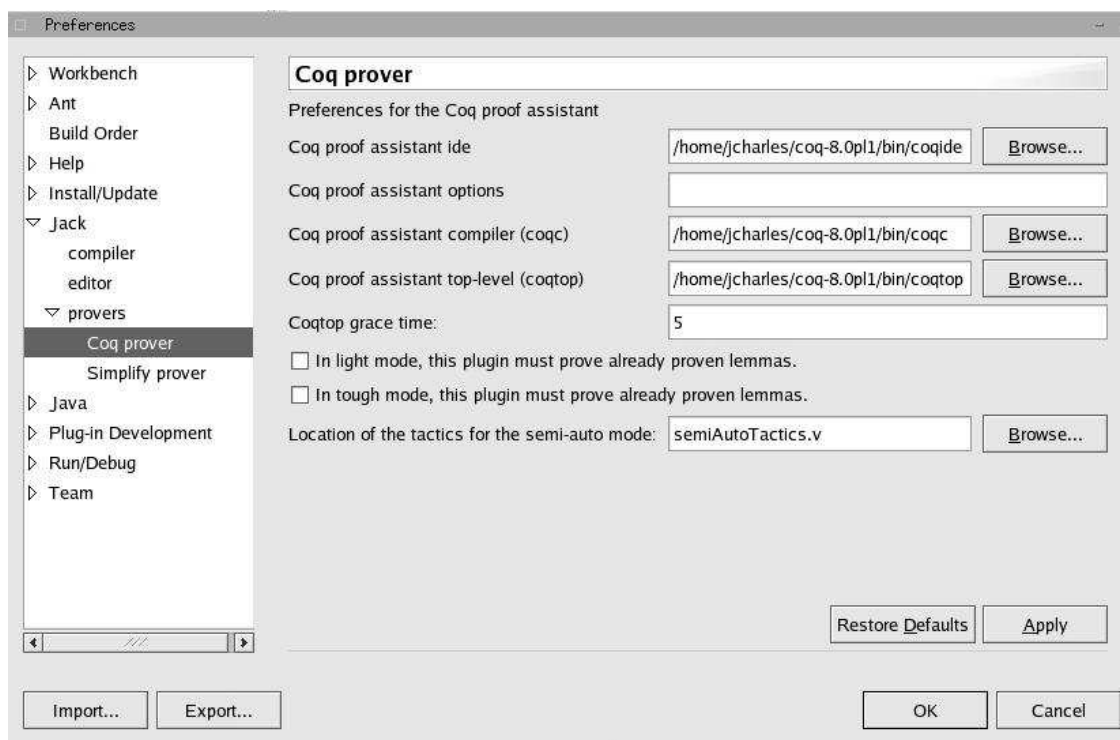 Preferences
Workbench
Ant
Build Order
Help
Install/Update
Jack
compiler
editor
provers
Coq prover
Simplify prover
Java
Plug-in Development
Run/Debug
Team
Coq prover
Preferences for the Coq proof assistant
Coq proof assistant ide /home/jcharles/coq-8.0pl1/bin/coqide Browse...
Coq proof assistant options
Coq proof assistant compiler (coqc) /home/jcharles/coq-8.0pl1/bin/coqc Browse...
Coq proof assistant top-level (coqtop) /home/jcharles/coq-8.0pl1/bin/coqtop Browse...
Coqtop grace time: 5
In light mode, this plugin must prove already proven lemmas.
In tough mode, this plugin must prove already proven lemmas.
Location of the tactics for the semi-auto mode: semiAutoTactics.v Browse...
Restore Defaults Apply
Import... Export... OK Cancel